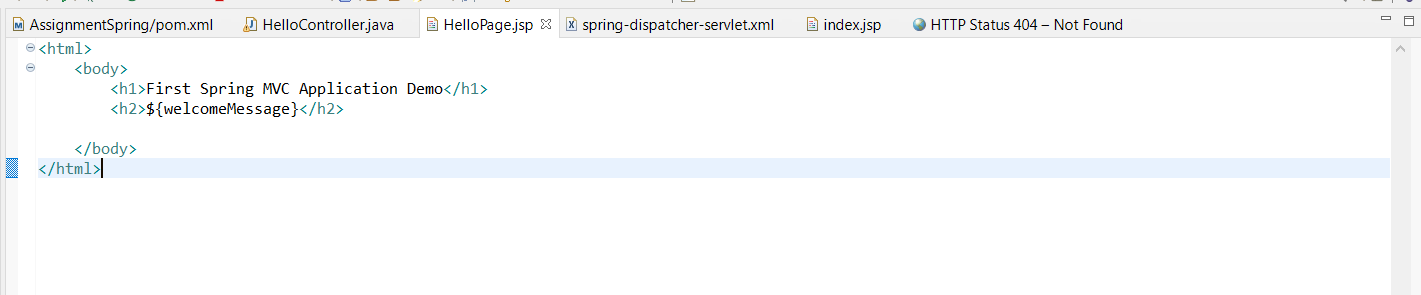 AssignmentSpring/pom.xml HelloController.java HelloPage.jsp spring-dispatcher-servlet.xml index.jsp HTTP Status 404 – Not Found
<html>
<body>
<h1>First Spring MVC Application Demo</h1>
<h2>${welcomeMessage}</h2>
</body>
</html>